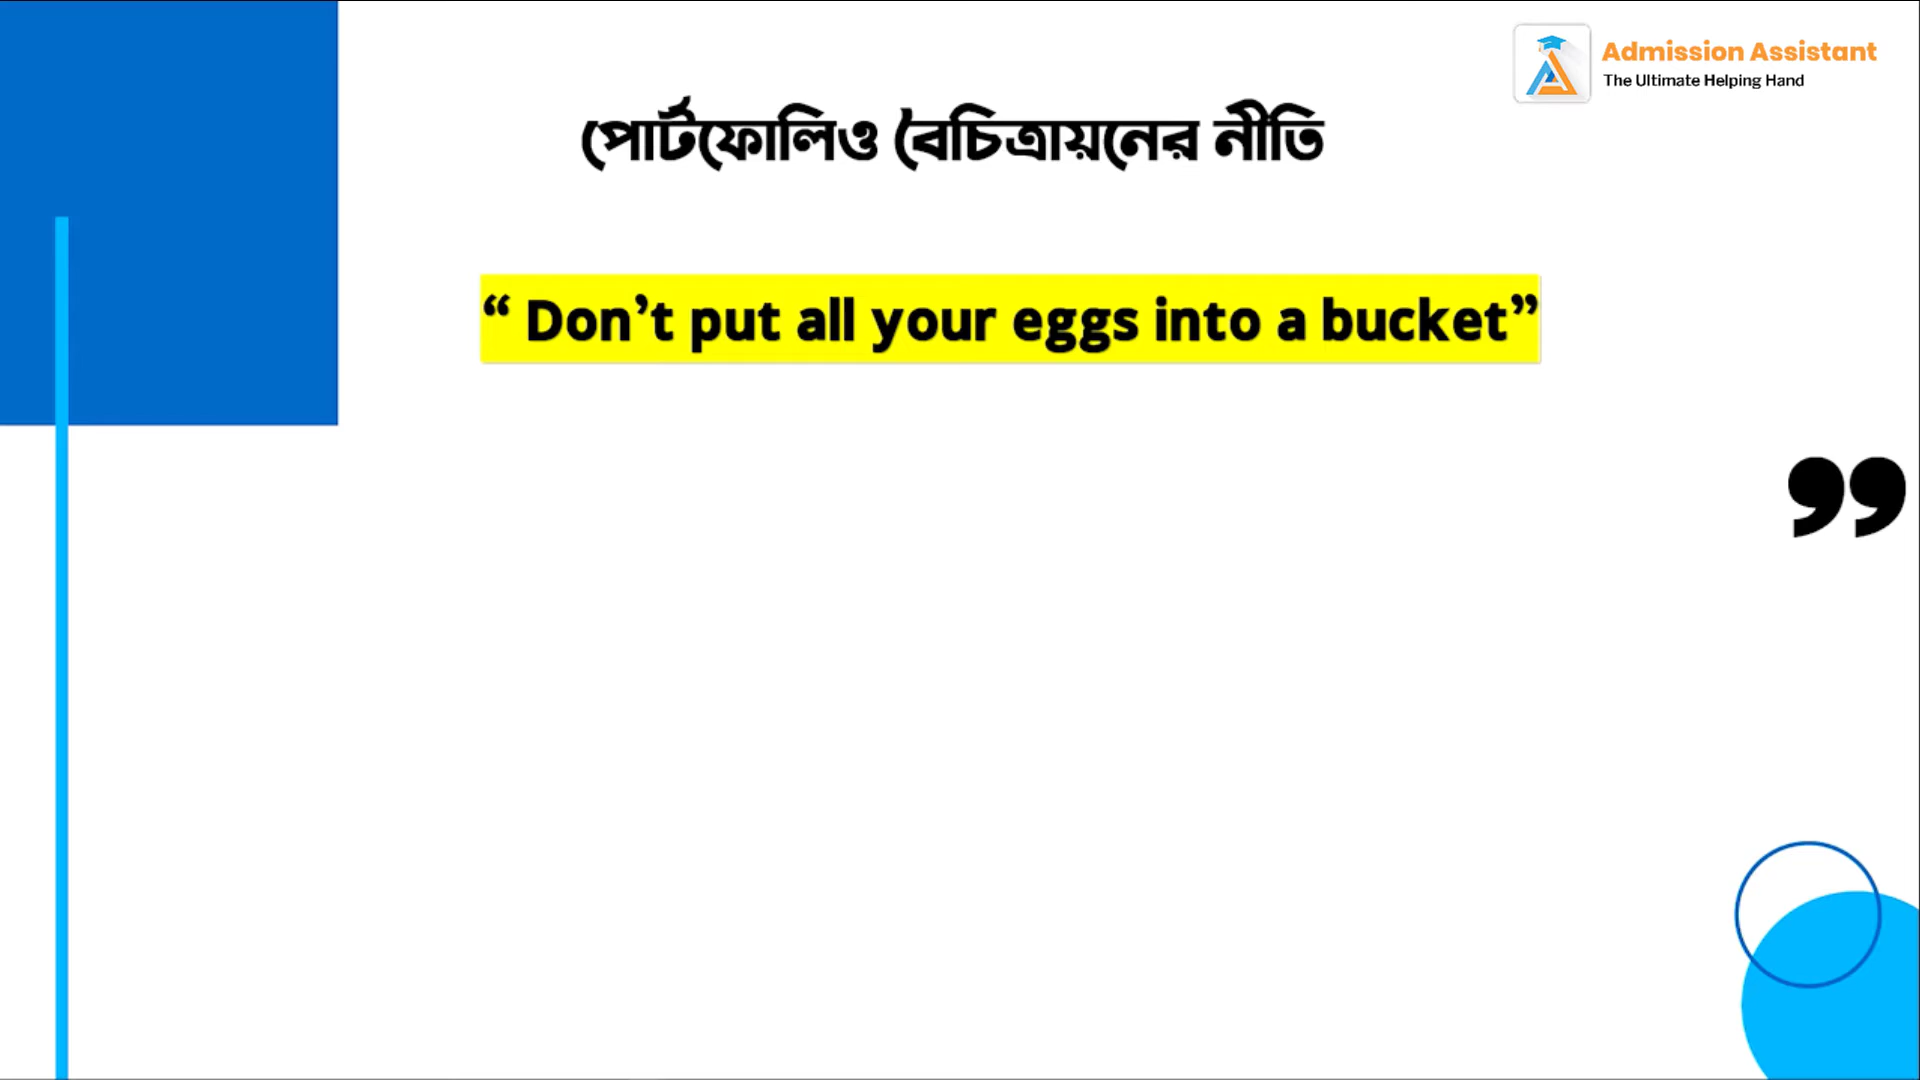 Admission Assistant
The Ultimate Helping Hand
পোর্টফোলিও বৈচিত্রায়নের নীতি
“ Don’t put all your eggs into a bucket”
”